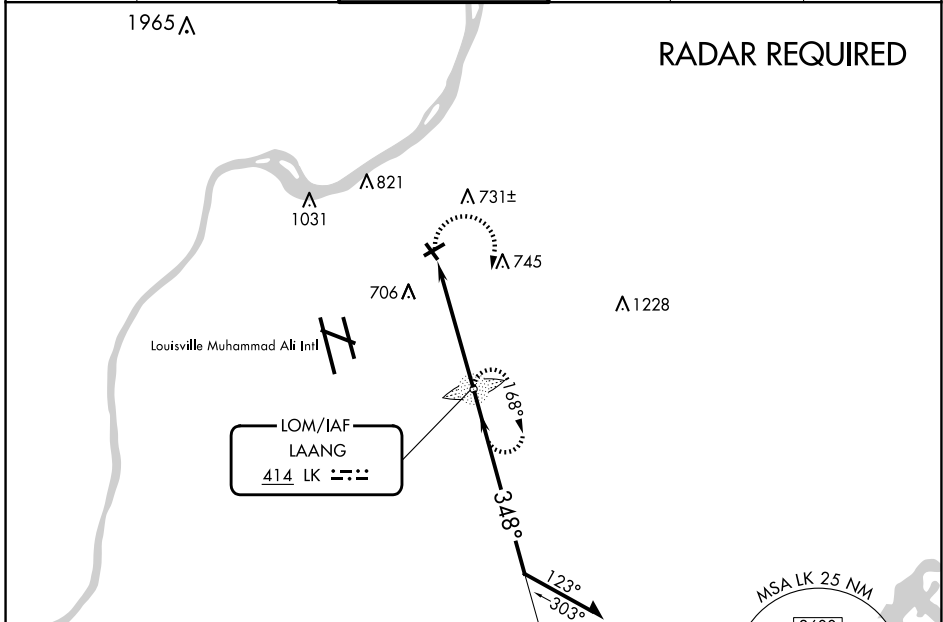 1965
RADAR REQUIRED
821
731±
1031
745
706
1228
Louisville Muhammad Ali Intl
168°
LOM/IAF
LAANG
414 LK
348°
123°
303°
MSA LK 25 NM